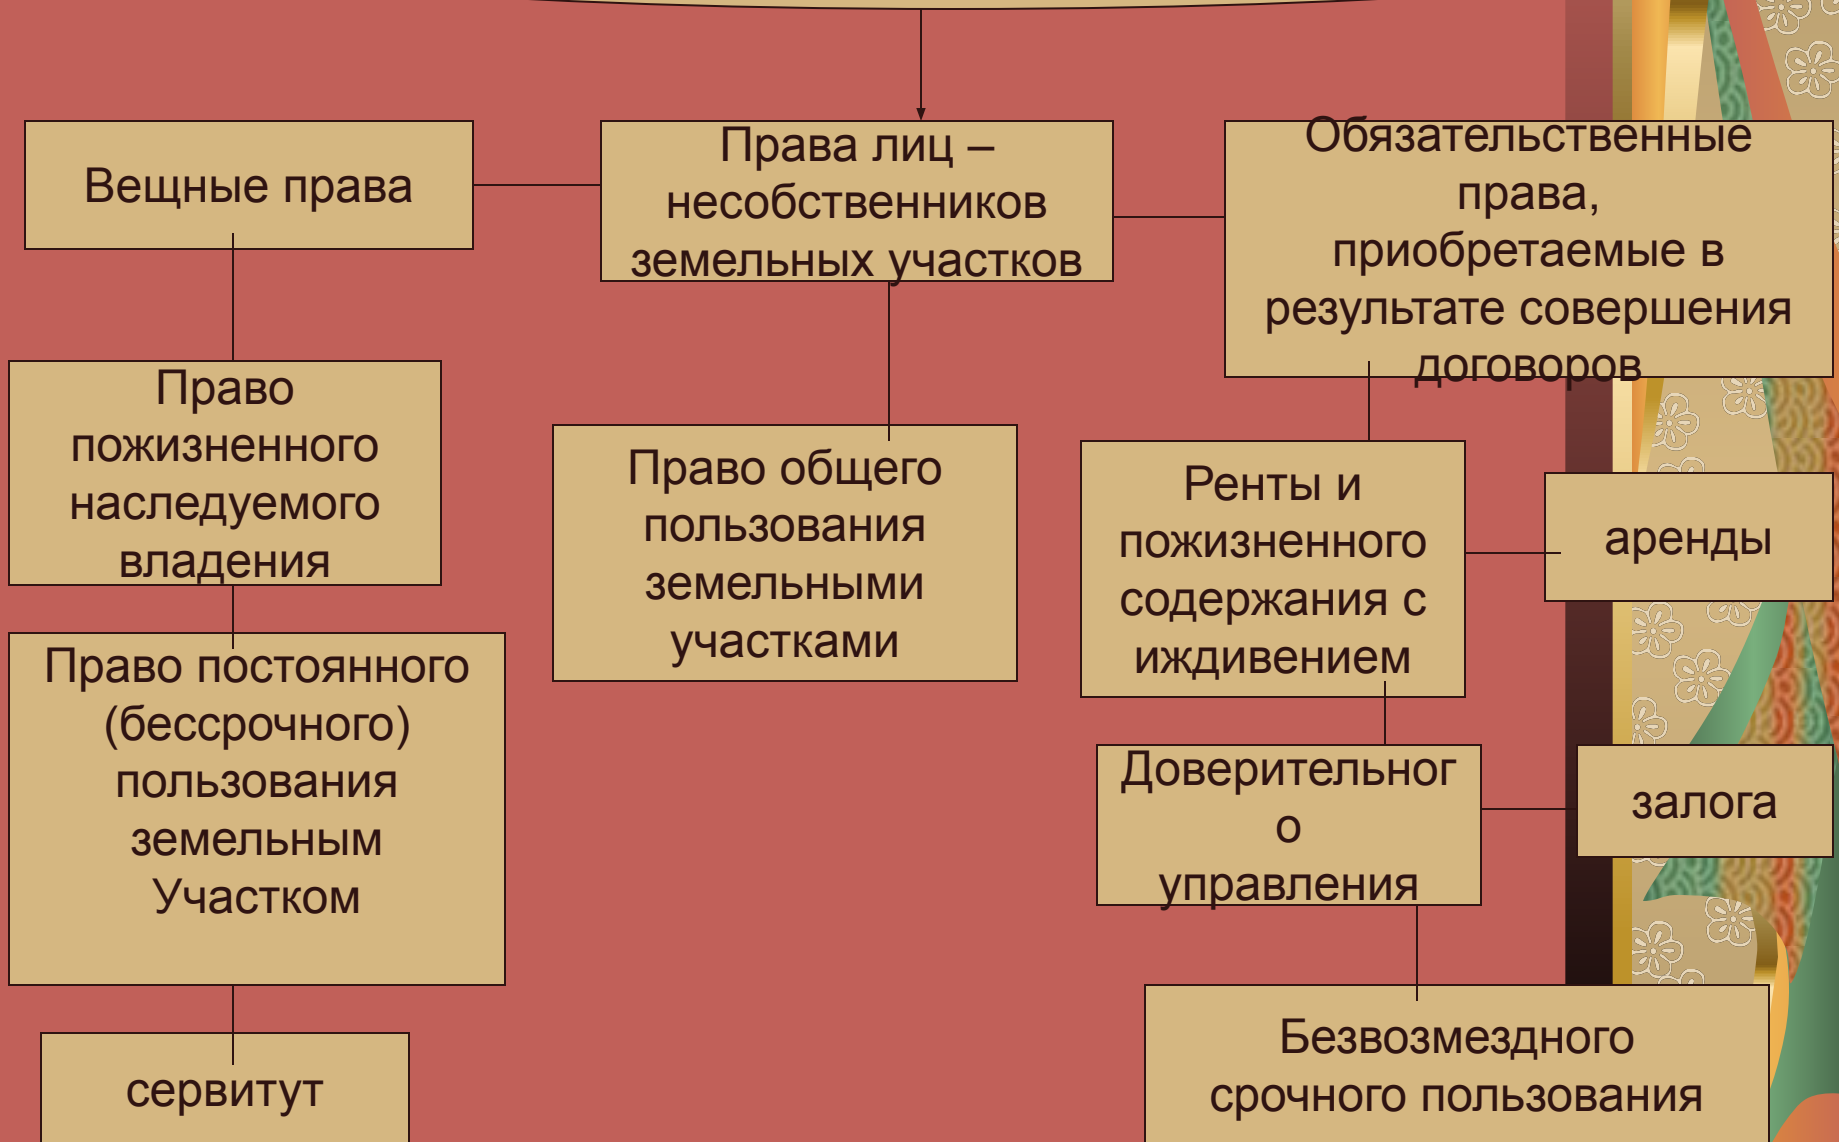 Вещные права
Права лиц –
несобственников
земельных участков
Обязательственные
права,
приобретаемые в
результате совершения
договоров
Право
пожизненного
наследуемого
владения
Право общего
пользования
земельными
участками
Ренты и
пожизненного
содержания с
иждивением
аренды
Право постоянного
(бессрочного)
пользования
земельным
Участком
Доверительног
о
управления
залога
сервитут
Безвозмездного
срочного пользования